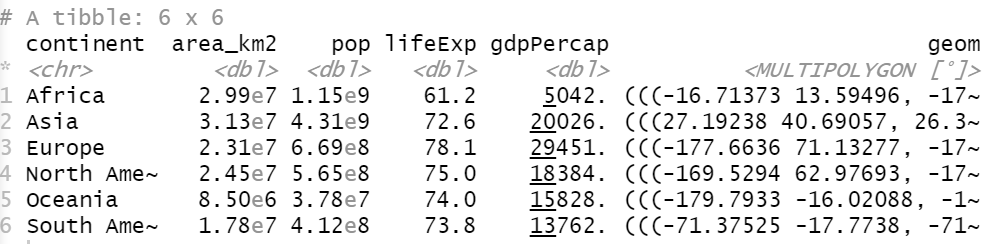 # A tibble: 6 x 6
continent area_km2 pop lifeExp gdpPercap geom
* <chr> <dbl> <dbl> <dbl> <dbl> <MULTIPOLYGON [°]>
1 Africa 2.99e7 1.15e9 61.2 5042. (((-16.71373 13.59496, -17~
2 Asia 3.13e7 4.31e9 72.6 20026. (((27.19238 40.69057, 26.3~
3 Europe 2.31e7 6.69e8 78.1 29451. (((-177.6636 71.13277, -17~
4 North Ame~ 2.45e7 5.65e8 75.0 18384. (((-169.5294 62.97693, -17~
5 Oceania 8.50e6 3.78e7 74.0 15828. (((-179.7933 -16.02088, -1~
6 South Ame~ 1.78e7 4.12e8 73.8 13762. (((-71.37525 -17.7738, -71~